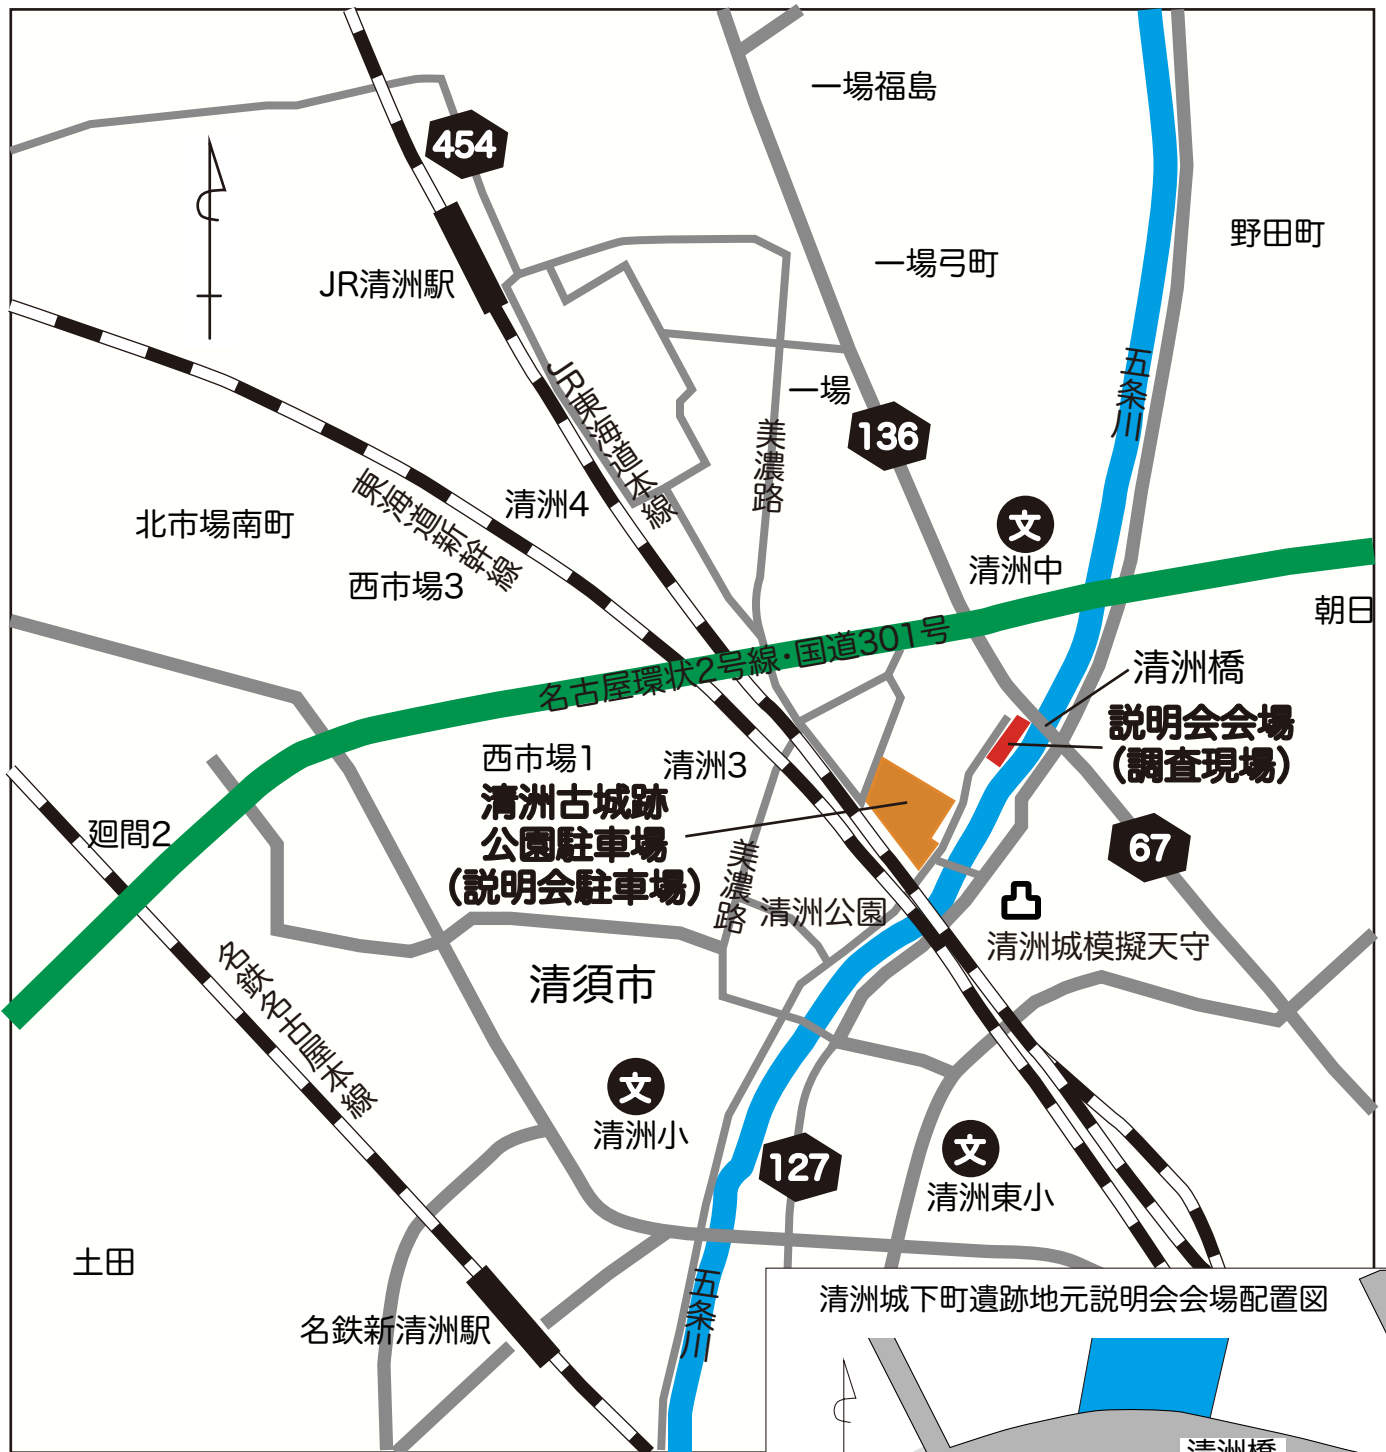 一場福島
454
野田町
一場弓町
JR清洲駅
五条川
一場
136
JR東海道本線
美濃路
東海道新幹線
清洲4
北市場南町
文
清洲中
西市場3
朝日
名古屋環状2号線・国道301号
清洲橋
説明会会場
(調査現場)
西市場1
清洲3
清洲古城跡
公園駐車場
(説明会駐車場)
廻間2
67
美濃路
清洲公園
清洲城模擬天守
名鉄名古屋本線
清須市
文
清洲小
文
127
清洲東小
土田
五条川
名鉄新清洲駅
清洲城下町遺跡地元説明会会場配置図
清洲橋